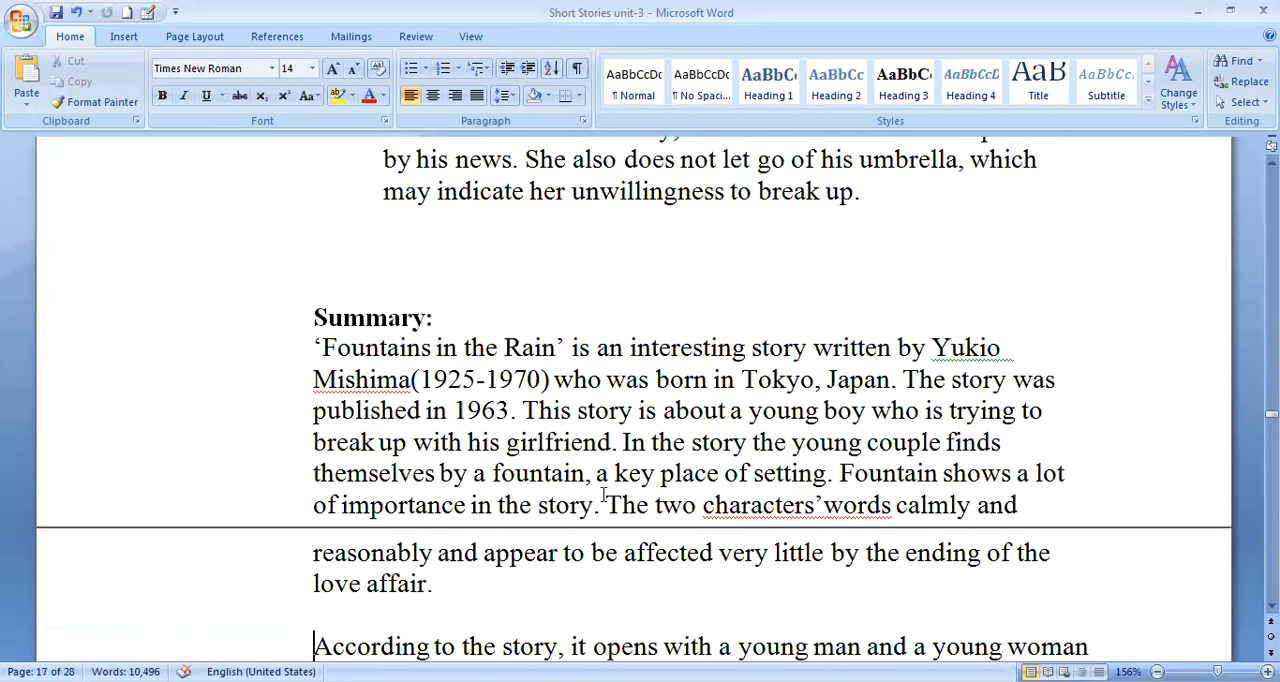 Short Stories unit-3 - Microsoft Word
Home Insert Page Layout References Mailings Review View
Paste
Cut
Copy
Format Painter
Clipboard
Times New Roman 14
Font
Paragraph
AaBbCcDc AaBbCcDc AaBbC AaBbCc AaBbC AaBbCcD AaB AaBbCc.
¶ Normal ¶ No Spaci... Heading 1 Heading 2 Heading 3 Heading 4 Title Subtitle
Styles
Change
Styles
Find
Replace
Select
Editing
by his news. She also does not let go of his umbrella, which
may indicate her unwillingness to break up.
Summary:
‘Fountains in the Rain’ is an interesting story written by Yukio
Mishima(1925-1970) who was born in Tokyo, Japan. The story was
published in 1963. This story is about a young boy who is trying to
break up with his girlfriend. In the story the young couple finds
themselves by a fountain, a key place of setting. Fountain shows a lot
of importance in the story. The two characters’words calmly and
reasonably and appear to be affected very little by the ending of the
love affair.
According to the story, it opens with a young man and a young woman
Page: 17 of 28 Words: 10,496 English (United States) 156%